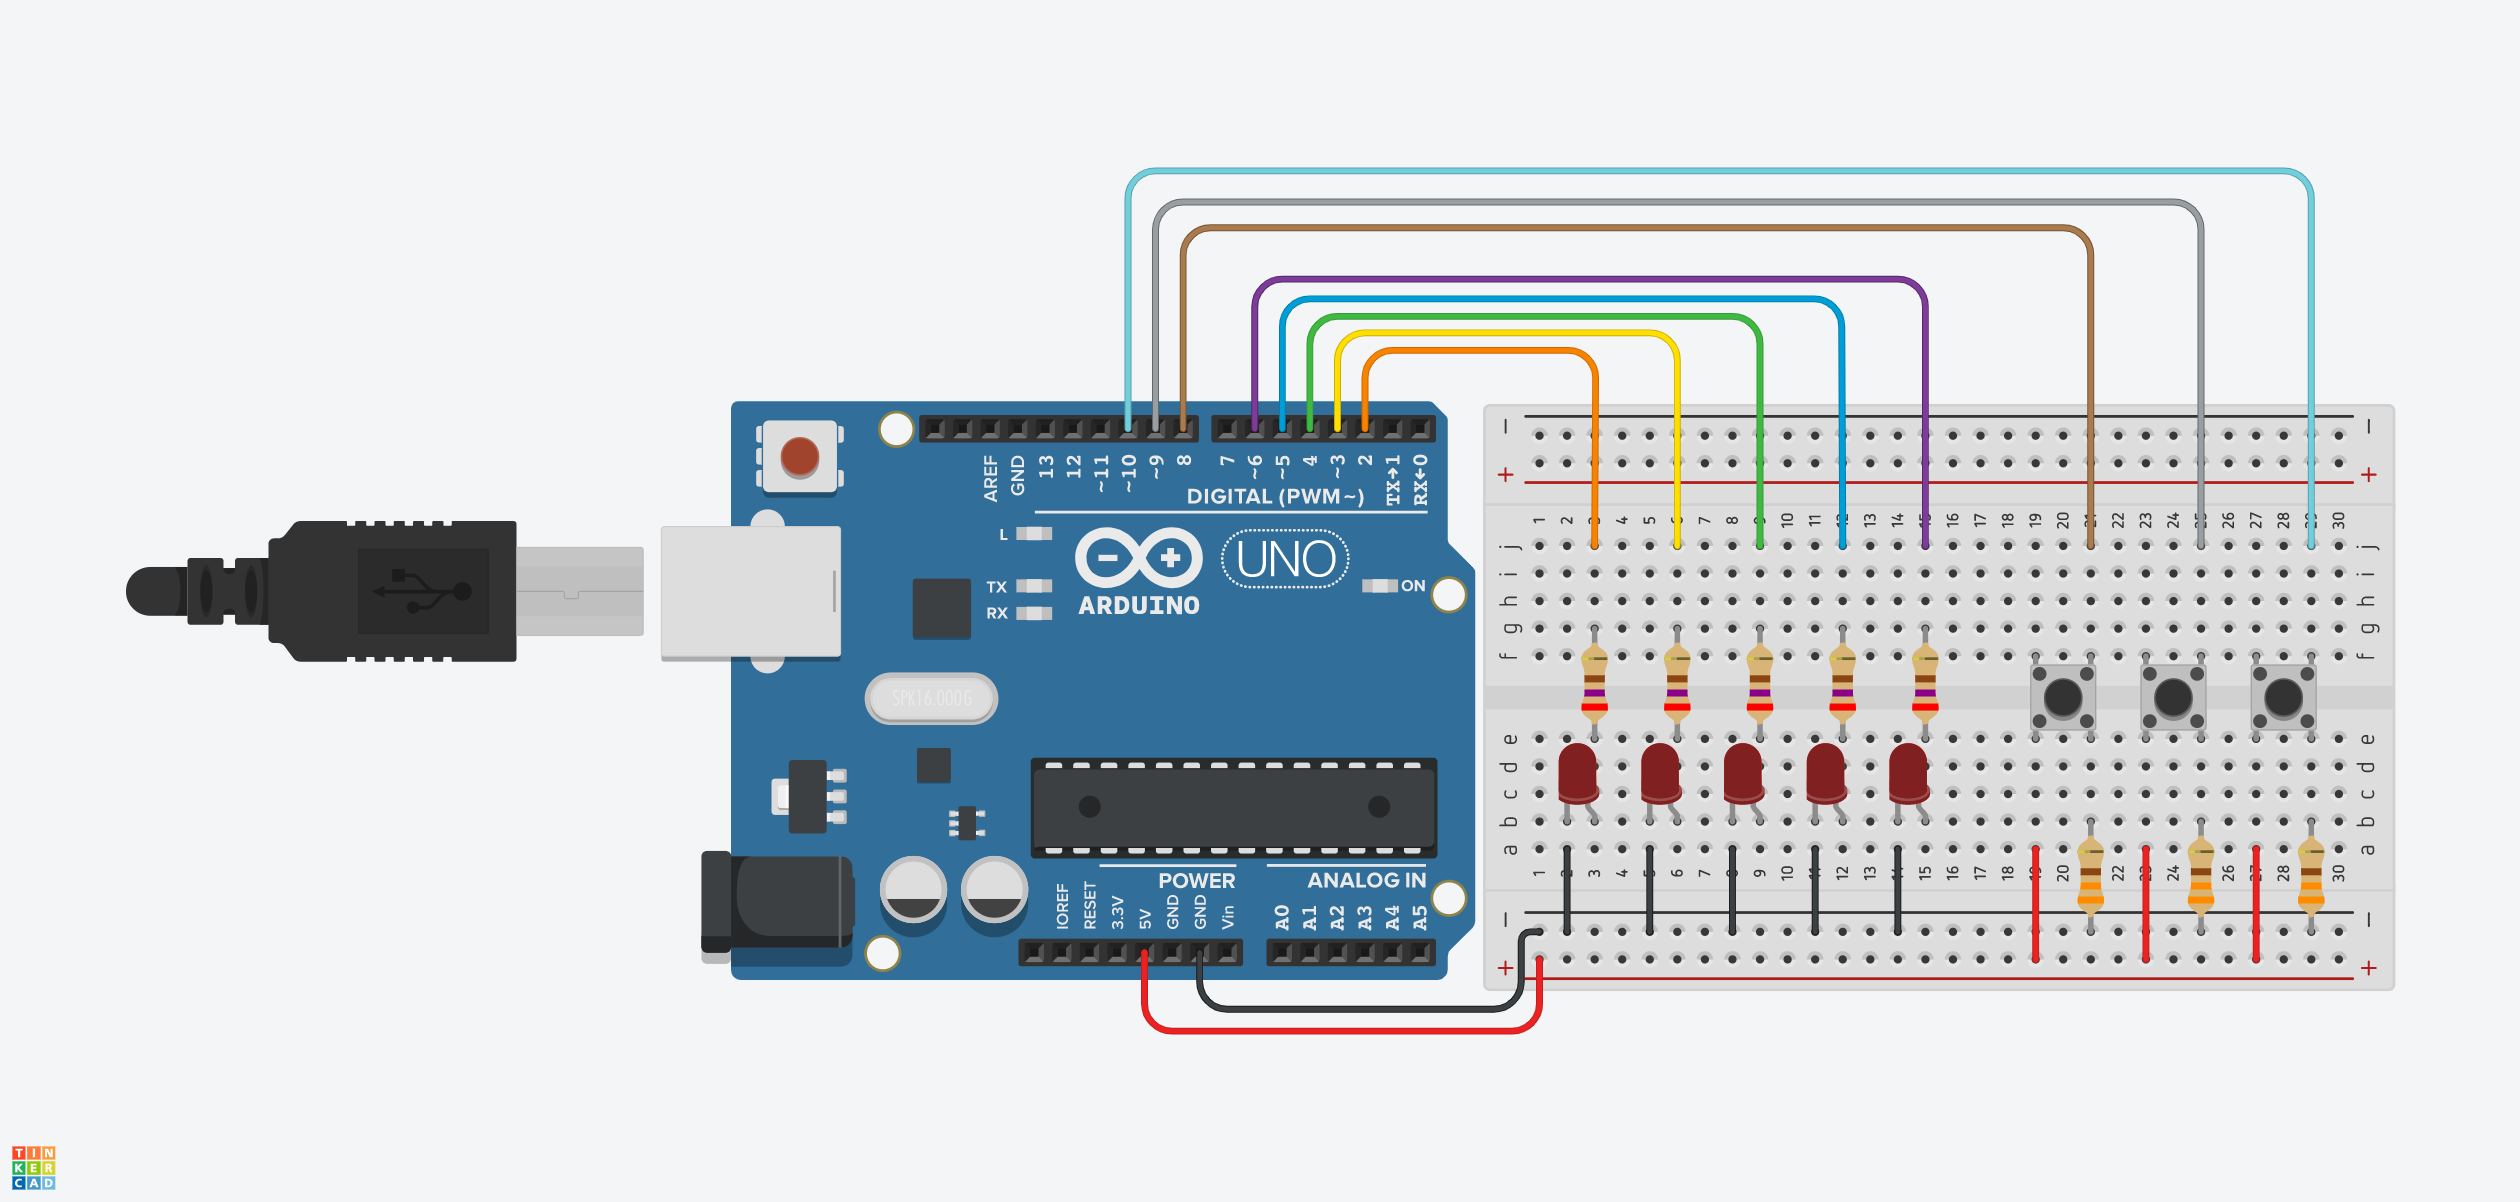 AREF
GND
13
12
~11
~10
~9
8
7
~6
~5
4
~3
2
TX→1
RX←0
DIGITAL (PWM ~)
L
TX
RX
ARDUINO
UNO
ON
SPK16.000G
POWER
ANALOG IN
IOREF
RESET
3.3V
5V
GND
GND
Vin
A0
A1
A2
A3
A4
A5
− −
+ +
1 2 3 4 5 6 7 8 9 10 11 12 13 14 15 16 17 18 19 20 21 22 23 24 25 26 27 28 29 30
j j
i i
h h
g g
f f
e e
d d
c c
b b
a a
1 2 3 4 5 6 7 8 9 10 11 12 13 14 15 16 17 18 19 20 21 22 23 24 25 26 27 28 29 30
− −
+ +
TIN
KER
CAD